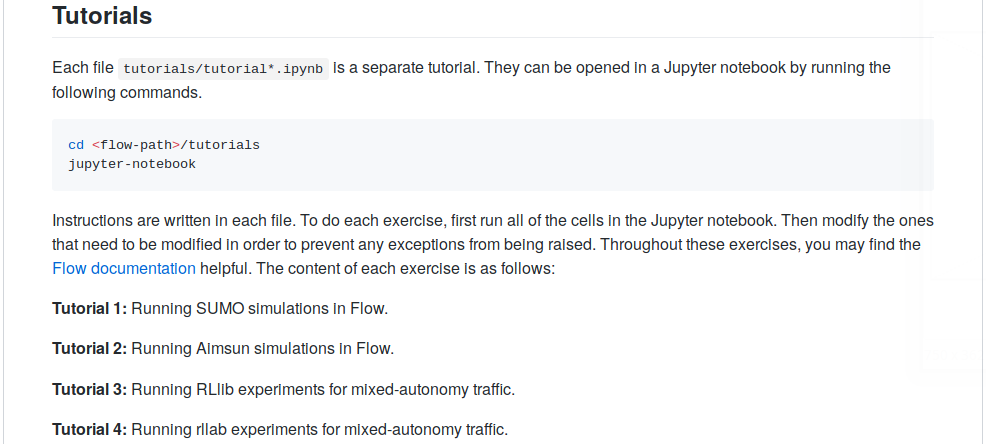 Tutorials
Each file tutorials/tutorial*.ipynb is a separate tutorial. They can be opened in a Jupyter notebook by running the
following commands.
cd <flow-path>/tutorials
jupyter-notebook
Instructions are written in each file. To do each exercise, first run all of the cells in the Jupyter notebook. Then modify the ones
that need to be modified in order to prevent any exceptions from being raised. Throughout these exercises, you may find the
Flow documentation helpful. The content of each exercise is as follows:
Tutorial 1: Running SUMO simulations in Flow.
Tutorial 2: Running Aimsun simulations in Flow.
Tutorial 3: Running RLlib experiments for mixed-autonomy traffic.
Tutorial 4: Running rllab experiments for mixed-autonomy traffic.